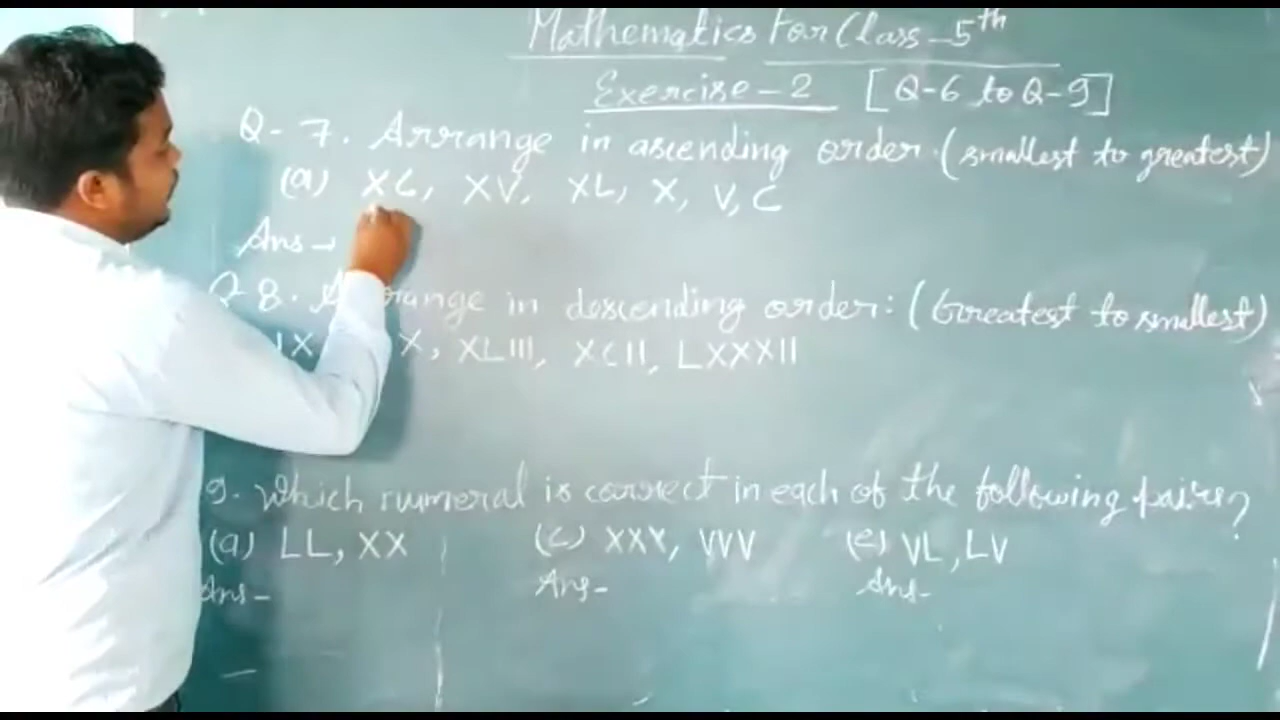 Mathematics For Class-5th
Exercise-2 [Q-6 to Q-9]
Q-7. Arrange in ascending order. (smallest to greatest)
(a) XC, XV, XL, X, V, C
Ans→
Q 8. Arrange in descending order: (Greatest to smallest)
IX X, XLIII, XCII, LXXXII
9. Which numeral is correct in each of the following pairs?
(a) LL, XX (c) XXX, VVV (e) VL, LV
Ans- Ans- Ans-